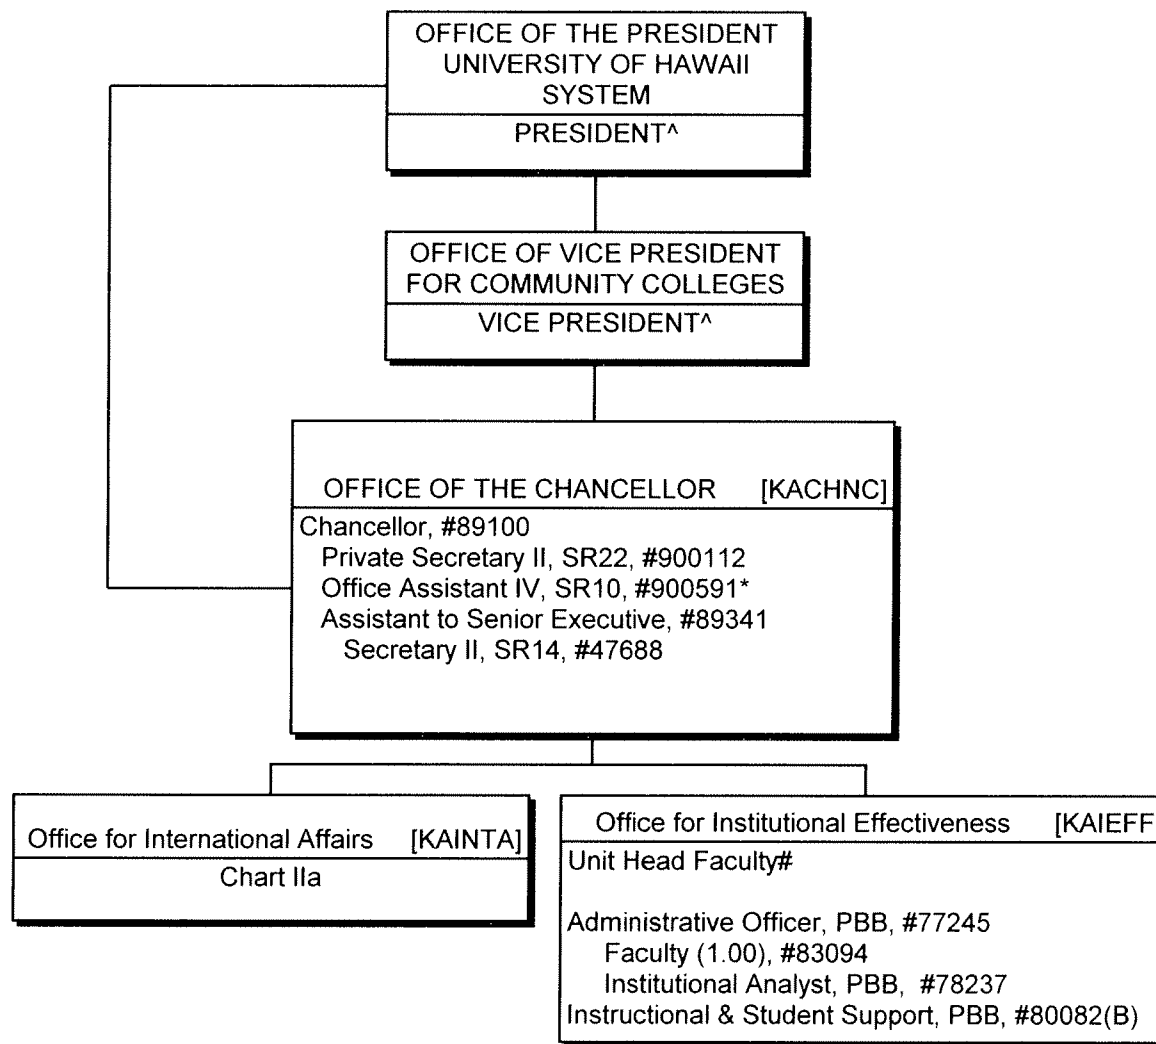 OFFICE OF THE PRESIDENT
UNIVERSITY OF HAWAII
SYSTEM
PRESIDENT^
OFFICE OF VICE PRESIDENT
FOR COMMUNITY COLLEGES
VICE PRESIDENT^
OFFICE OF THE CHANCELLOR [KACHNC]
Chancellor, #89100
Private Secretary II, SR22, #900112
Office Assistant IV, SR10, #900591*
Assistant to Senior Executive, #89341
Secretary II, SR14, #47688
Office for International Affairs [KAINTA]
Chart IIa
Office for Institutional Effectiveness [KAIEFF
Unit Head Faculty#
Administrative Officer, PBB, #77245
Faculty (1.00), #83094
Institutional Analyst, PBB, #78237
Instructional & Student Support, PBB, #80082(B)